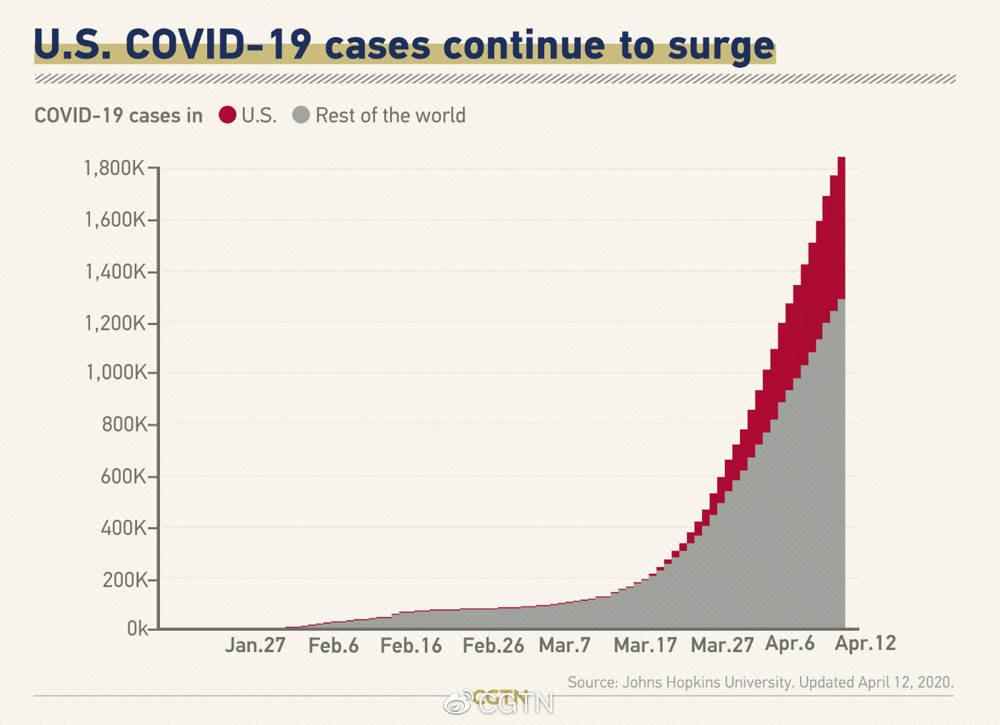 U.S. COVID-19 cases continue to surge
COVID-19 cases in U.S. Rest of the world
1,800K
1,600K
1,400K
1,200K
1,000K
800K
600K
400K
200K
0k
Jan.27 Feb.6 Feb.16 Feb.26 Mar.7 Mar.17 Mar.27 Apr.6 Apr.12
Source: Johns Hopkins University. Updated April 12, 2020.
CGTN
CGTN